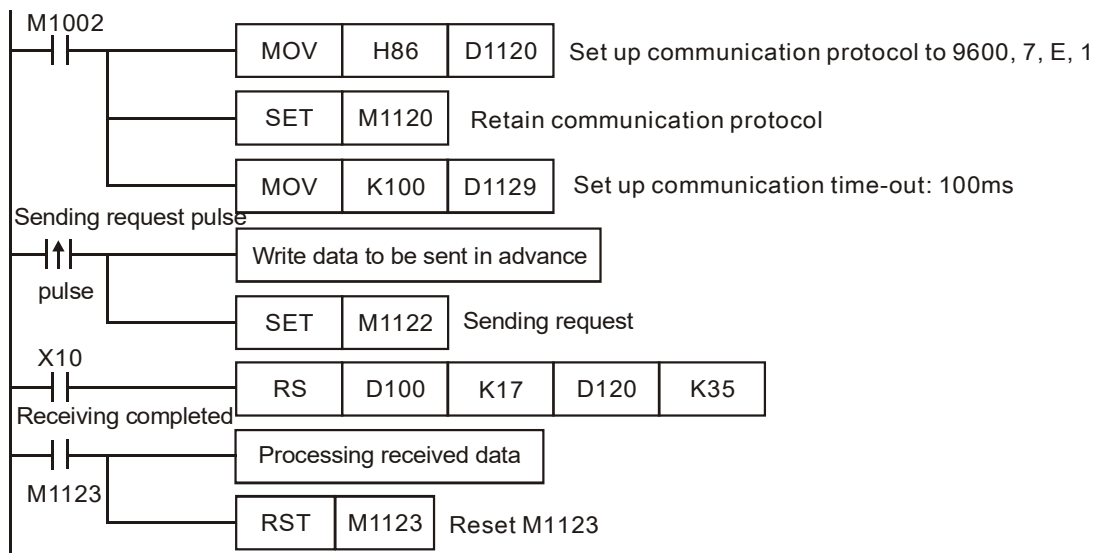 M1002
MOV H86 D1120 Set up communication protocol to 9600, 7, E, 1
SET M1120 Retain communication protocol
MOV K100 D1129 Set up communication time-out: 100ms
Sending request pulse
Write data to be sent in advance
pulse
SET M1122 Sending request
X10
RS D100 K17 D120 K35
Receiving completed
Processing received data
M1123
RST M1123 Reset M1123